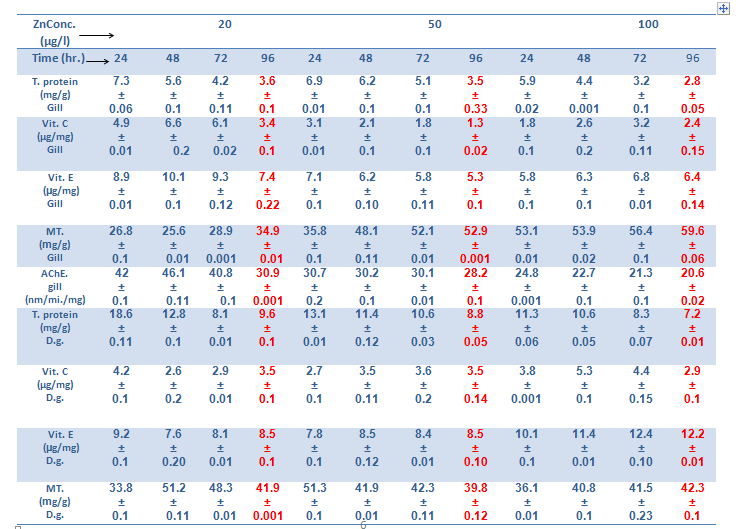 ZnConc. 20 50 100
(µg/l)
Time (hr.) 24 48 72 96 24 48 72 96 24 48 72 96
T. protein 7.3 5.6 4.2 3.6 6.9 6.2 5.1 3.5 5.9 4.4 3.2 2.8
(mg/g) ± ± ± ± ± ± ± ± ± ± ± ±
Gill 0.06 0.1 0.11 0.1 0.01 0.1 0.1 0.33 0.02 0.001 0.1 0.05
Vit. C 4.9 6.6 6.1 3.4 3.1 2.1 1.8 1.3 1.8 2.6 3.2 2.4
(µg/mg) ± ± ± ± ± ± ± ± ± ± ± ±
Gill 0.01 0.2 0.02 0.1 0.01 0.1 0.1 0.02 0.1 0.2 0.11 0.15
Vit. E 8.9 10.1 9.3 7.4 7.1 6.2 5.8 5.3 5.8 6.3 6.8 6.4
(µg/mg) ± ± ± ± ± ± ± ± ± ± ± ±
Gill 0.01 0.1 0.12 0.22 0.1 0.10 0.11 0.1 0.1 0.1 0.01 0.14
MT. 26.8 25.6 28.9 34.9 35.8 48.1 52.1 52.9 53.1 53.9 56.4 59.6
(mg/g) ± ± ± ± ± ± ± ± ± ± ± ±
Gill 0.1 0.01 0.001 0.01 0.1 0.11 0.01 0.001 0.01 0.02 0.1 0.06
AChE. 42 46.1 40.8 30.9 30.7 30.2 30.1 28.2 24.8 22.7 21.3 20.6
gill ± ± ± ± ± ± ± ± ± ± ± ±
(nm/mi./mg) 0.1 0.11 0.1 0.001 0.2 0.1 0.01 0.1 0.001 0.1 0.1 0.02
T. protein 18.6 12.8 8.1 9.6 13.1 11.4 10.6 8.8 11.3 10.6 8.3 7.2
(mg/g) ± ± ± ± ± ± ± ± ± ± ± ±
D.g. 0.11 0.1 0.01 0.1 0.01 0.12 0.03 0.05 0.06 0.05 0.07 0.01
Vit. C 4.2 2.6 2.9 3.5 2.7 3.5 3.6 3.5 3.8 5.3 4.4 2.9
(µg/mg) ± ± ± ± ± ± ± ± ± ± ± ±
D.g. 0.1 0.2 0.01 0.1 0.1 0.11 0.2 0.14 0.001 0.1 0.15 0.1
Vit. E 9.2 7.6 8.1 8.5 7.8 8.5 8.4 8.5 10.1 11.4 12.4 12.2
(µg/mg) ± ± ± ± ± ± ± ± ± ± ± ±
D.g. 0.1 0.20 0.01 0.1 0.1 0.12 0.01 0.10 0.1 0.01 0.10 0.01
MT. 33.8 51.2 48.3 41.9 51.3 41.9 42.3 39.8 36.1 40.8 41.5 42.3
(mg/g) ± ± ± ± ± ± ± ± ± ± ± ±
D.g. 0.1 0.11 0.01 0.001 0.1 0.01 0.11 0.12 0.01 0.1 0.23 0.1